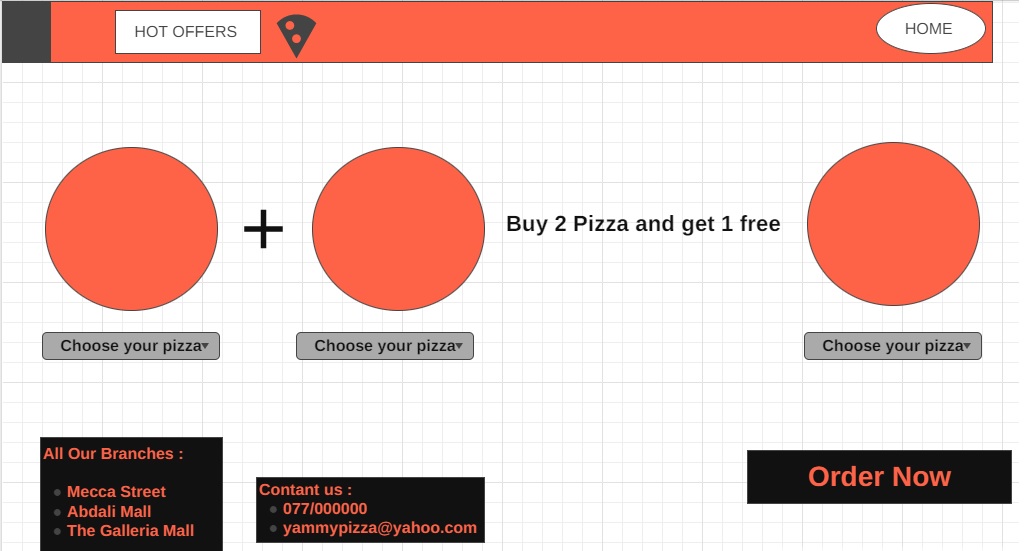 HOT OFFERS
HOME
Buy 2 Pizza and get 1 free
Choose your pizza
Choose your pizza
Choose your pizza
All Our Branches :
Mecca Street
Abdali Mall
The Galleria Mall
Contant us :
077/000000
yammypizza@yahoo.com
Order Now